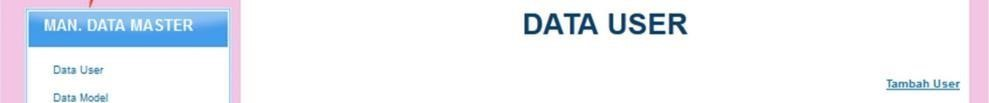 MAN. DATA MASTER
Data User
Data Model
DATA USER
Tambah User